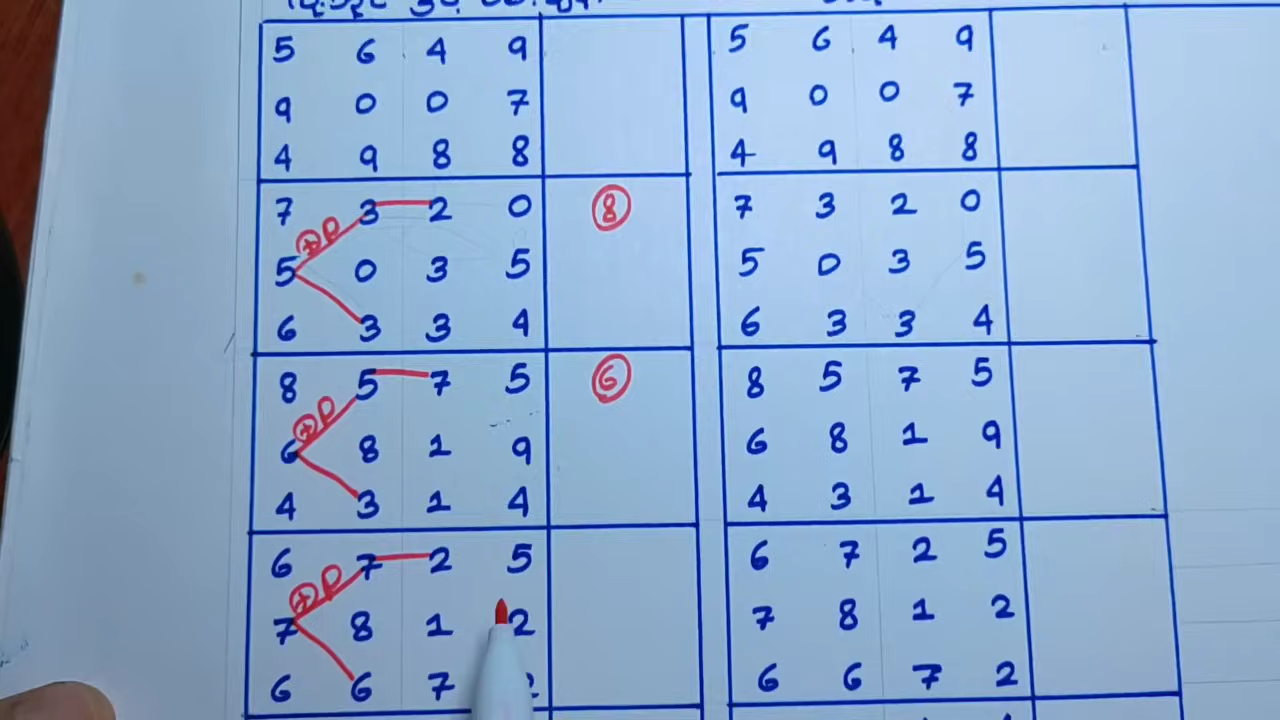 5 6 4 9 5 6 4 9
9 0 0 7 9 0 0 7
4 9 8 8 4 9 8 8
7 3 2 0 8 7 3 2 0
+ P
5 0 3 5 5 0 3 5
6 3 3 4 6 3 3 4
8 5 7 5 6 8 5 7 5
+ P
6 8 1 9 6 8 1 9
4 3 1 4 4 3 1 4
6 7 2 5 6 7 2 5
+ P
7 8 1 2 7 8 1 2
6 6 7 6 6 7 2